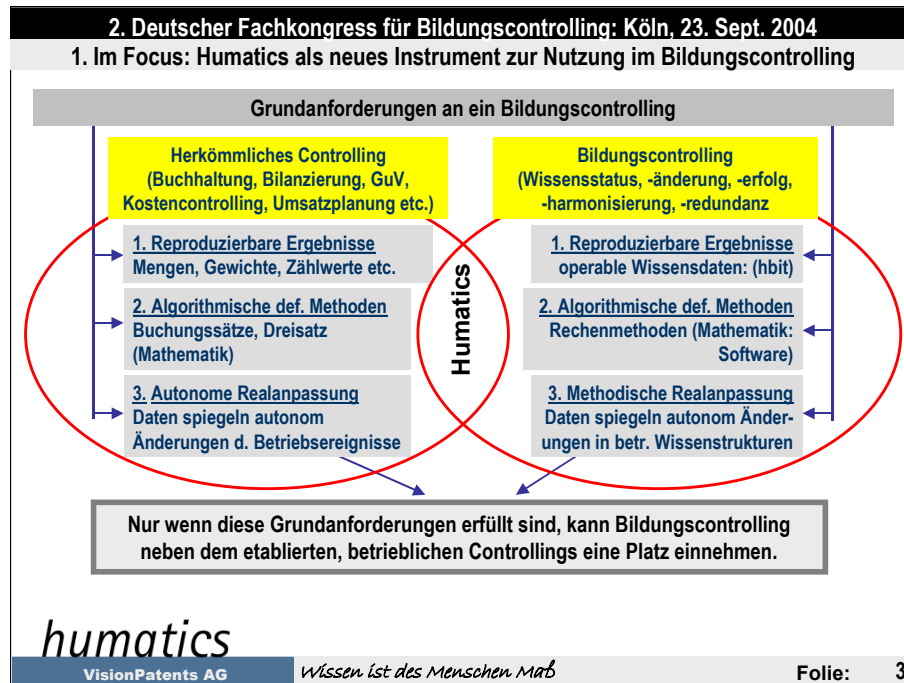 2. Deutscher Fachkongress für Bildungscontrolling: Köln, 23. Sept. 2004
1. Im Focus: Humatics als neues Instrument zur Nutzung im Bildungscontrolling
Grundanforderungen an ein Bildungscontrolling
Herkömmliches Controlling
(Buchhaltung, Bilanzierung, GuV,
Kostencontrolling, Umsatzplanung etc.)
1. Reproduzierbare Ergebnisse
Mengen, Gewichte, Zählwerte etc.
2. Algorithmische def. Methoden
Buchungssätze, Dreisatz
(Mathematik)
3. Autonome Realanpassung
Daten spiegeln autonom
Änderungen d. Betriebsereignisse
Humatics
Bildungscontrolling
(Wissensstatus, -änderung, -erfolg,
-harmonisierung, -redundanz
1. Reproduzierbare Ergebnisse
operable Wissensdaten: (hbit)
2. Algorithmische def. Methoden
Rechenmethoden (Mathematik:
Software)
3. Methodische Realanpassung
Daten spiegeln autonom Änder-
ungen in betr. Wissenstrukturen
Nur wenn diese Grundanforderungen erfüllt sind, kann Bildungscontrolling
neben dem etablierten, betrieblichen Controllings eine Platz einnehmen.
humatics
VisionPatents AG
Wissen ist des Menschen Maß
Folie: 3